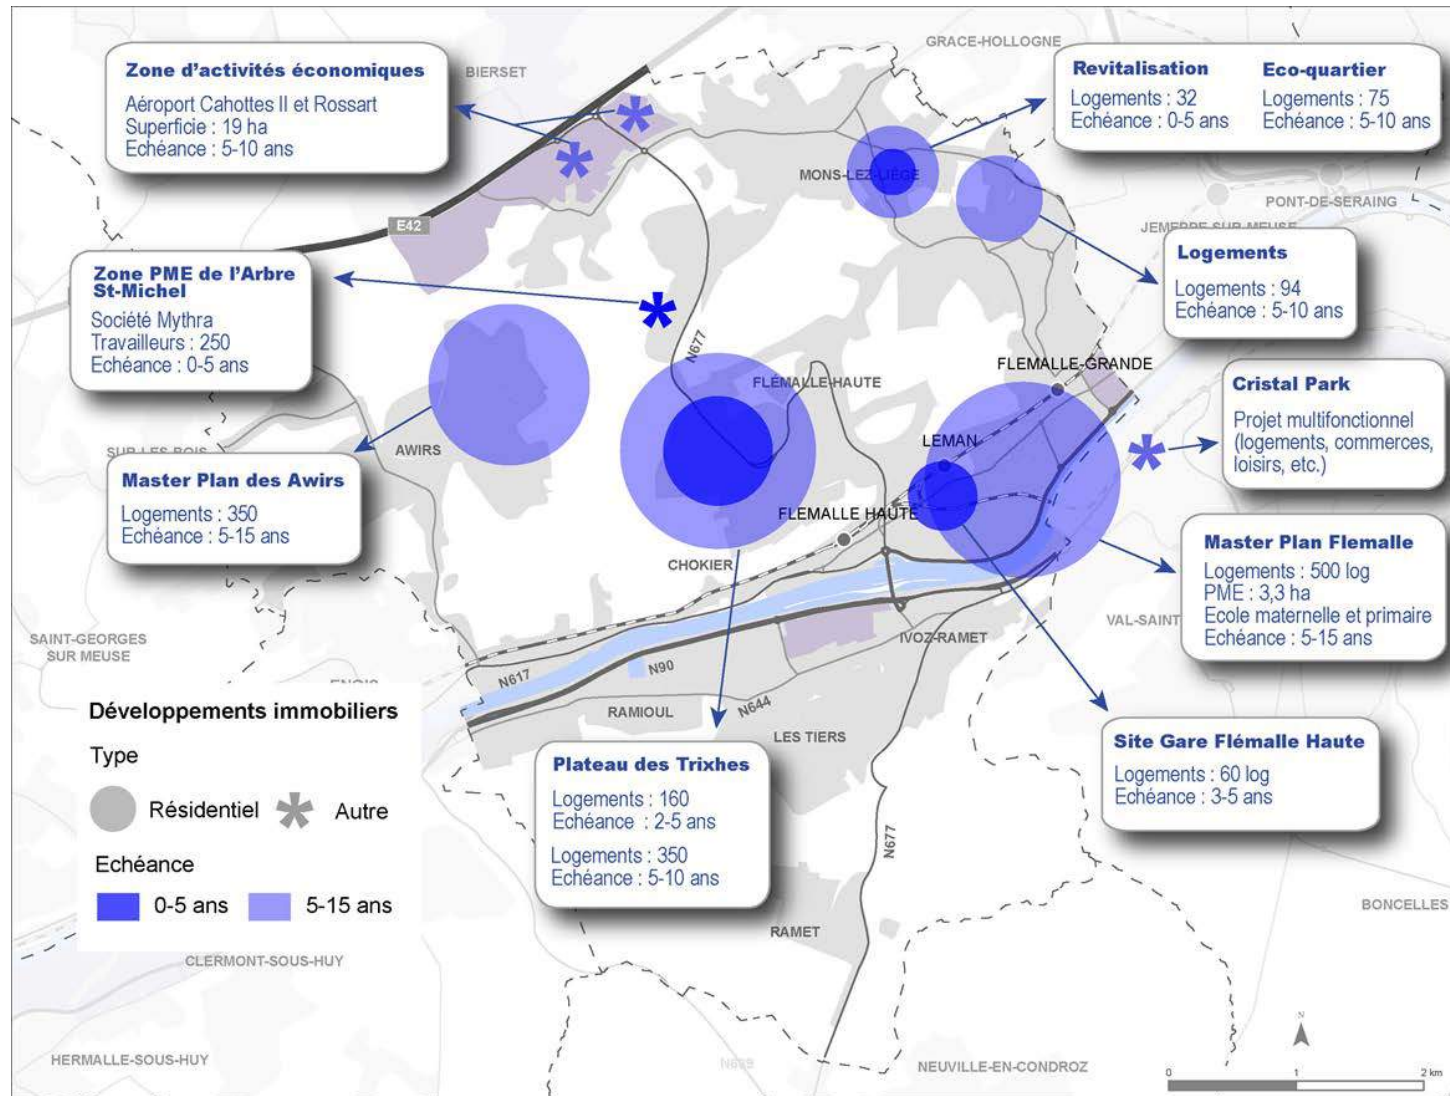 Zone d'activités économiques
Aéroport Cahottes II et Rossart
Superficie : 19 ha
Echéance : 5-10 ans
BIERSET
GRACE-HOLLOGNE
Revitalisation
Logements : 32
Echéance : 0-5 ans
Eco-quartier
Logements : 75
Echéance : 5-10 ans
MONS-LEZ-LIÉGE
PONT-DE-SERAING
JEMEPPE-SUR-MEUSE
E42
Zone PME de l'Arbre
St-Michel
Société Mythra
Travailleurs : 250
Echéance : 0-5 ans
Logements
Logements : 94
Echéance : 5-10 ans
N677
FLEMALLE-GRANDE
FLÉMALLE-HAUTE
Cristal Park
Projet multifonctionnel
(logements, commerces,
loisirs, etc.)
LEMAN
SUR-LES-BOIS
AWIRS
Master Plan des Awirs
Logements : 350
Echéance : 5-15 ans
FLEMALLE HAUTE
CHOKIER
Master Plan Flemalle
Logements : 500 log
PME : 3,3 ha
Ecole maternelle et primaire
Echéance : 5-15 ans
VAL-SAINT
SAINT-GEORGES
SUR MEUSE
IVOZ-RAMET
N617
N90
N644
RAMIOUL
LES TIERS
Développements immobiliers
Type
Résidentiel
Autre
Echéance
0-5 ans
5-15 ans
Plateau des Trixhes
Logements : 160
Echéance : 2-5 ans
Logements : 350
Echéance : 5-10 ans
Site Gare Flémalle Haute
Logements : 60 log
Echéance : 3-5 ans
N677
BONCELLES
RAMET
CLERMONT-SOUS-HUY
HERMALLE-SOUS-HUY
NEUVILLE-EN-CONDROZ
N
0 1 2 km